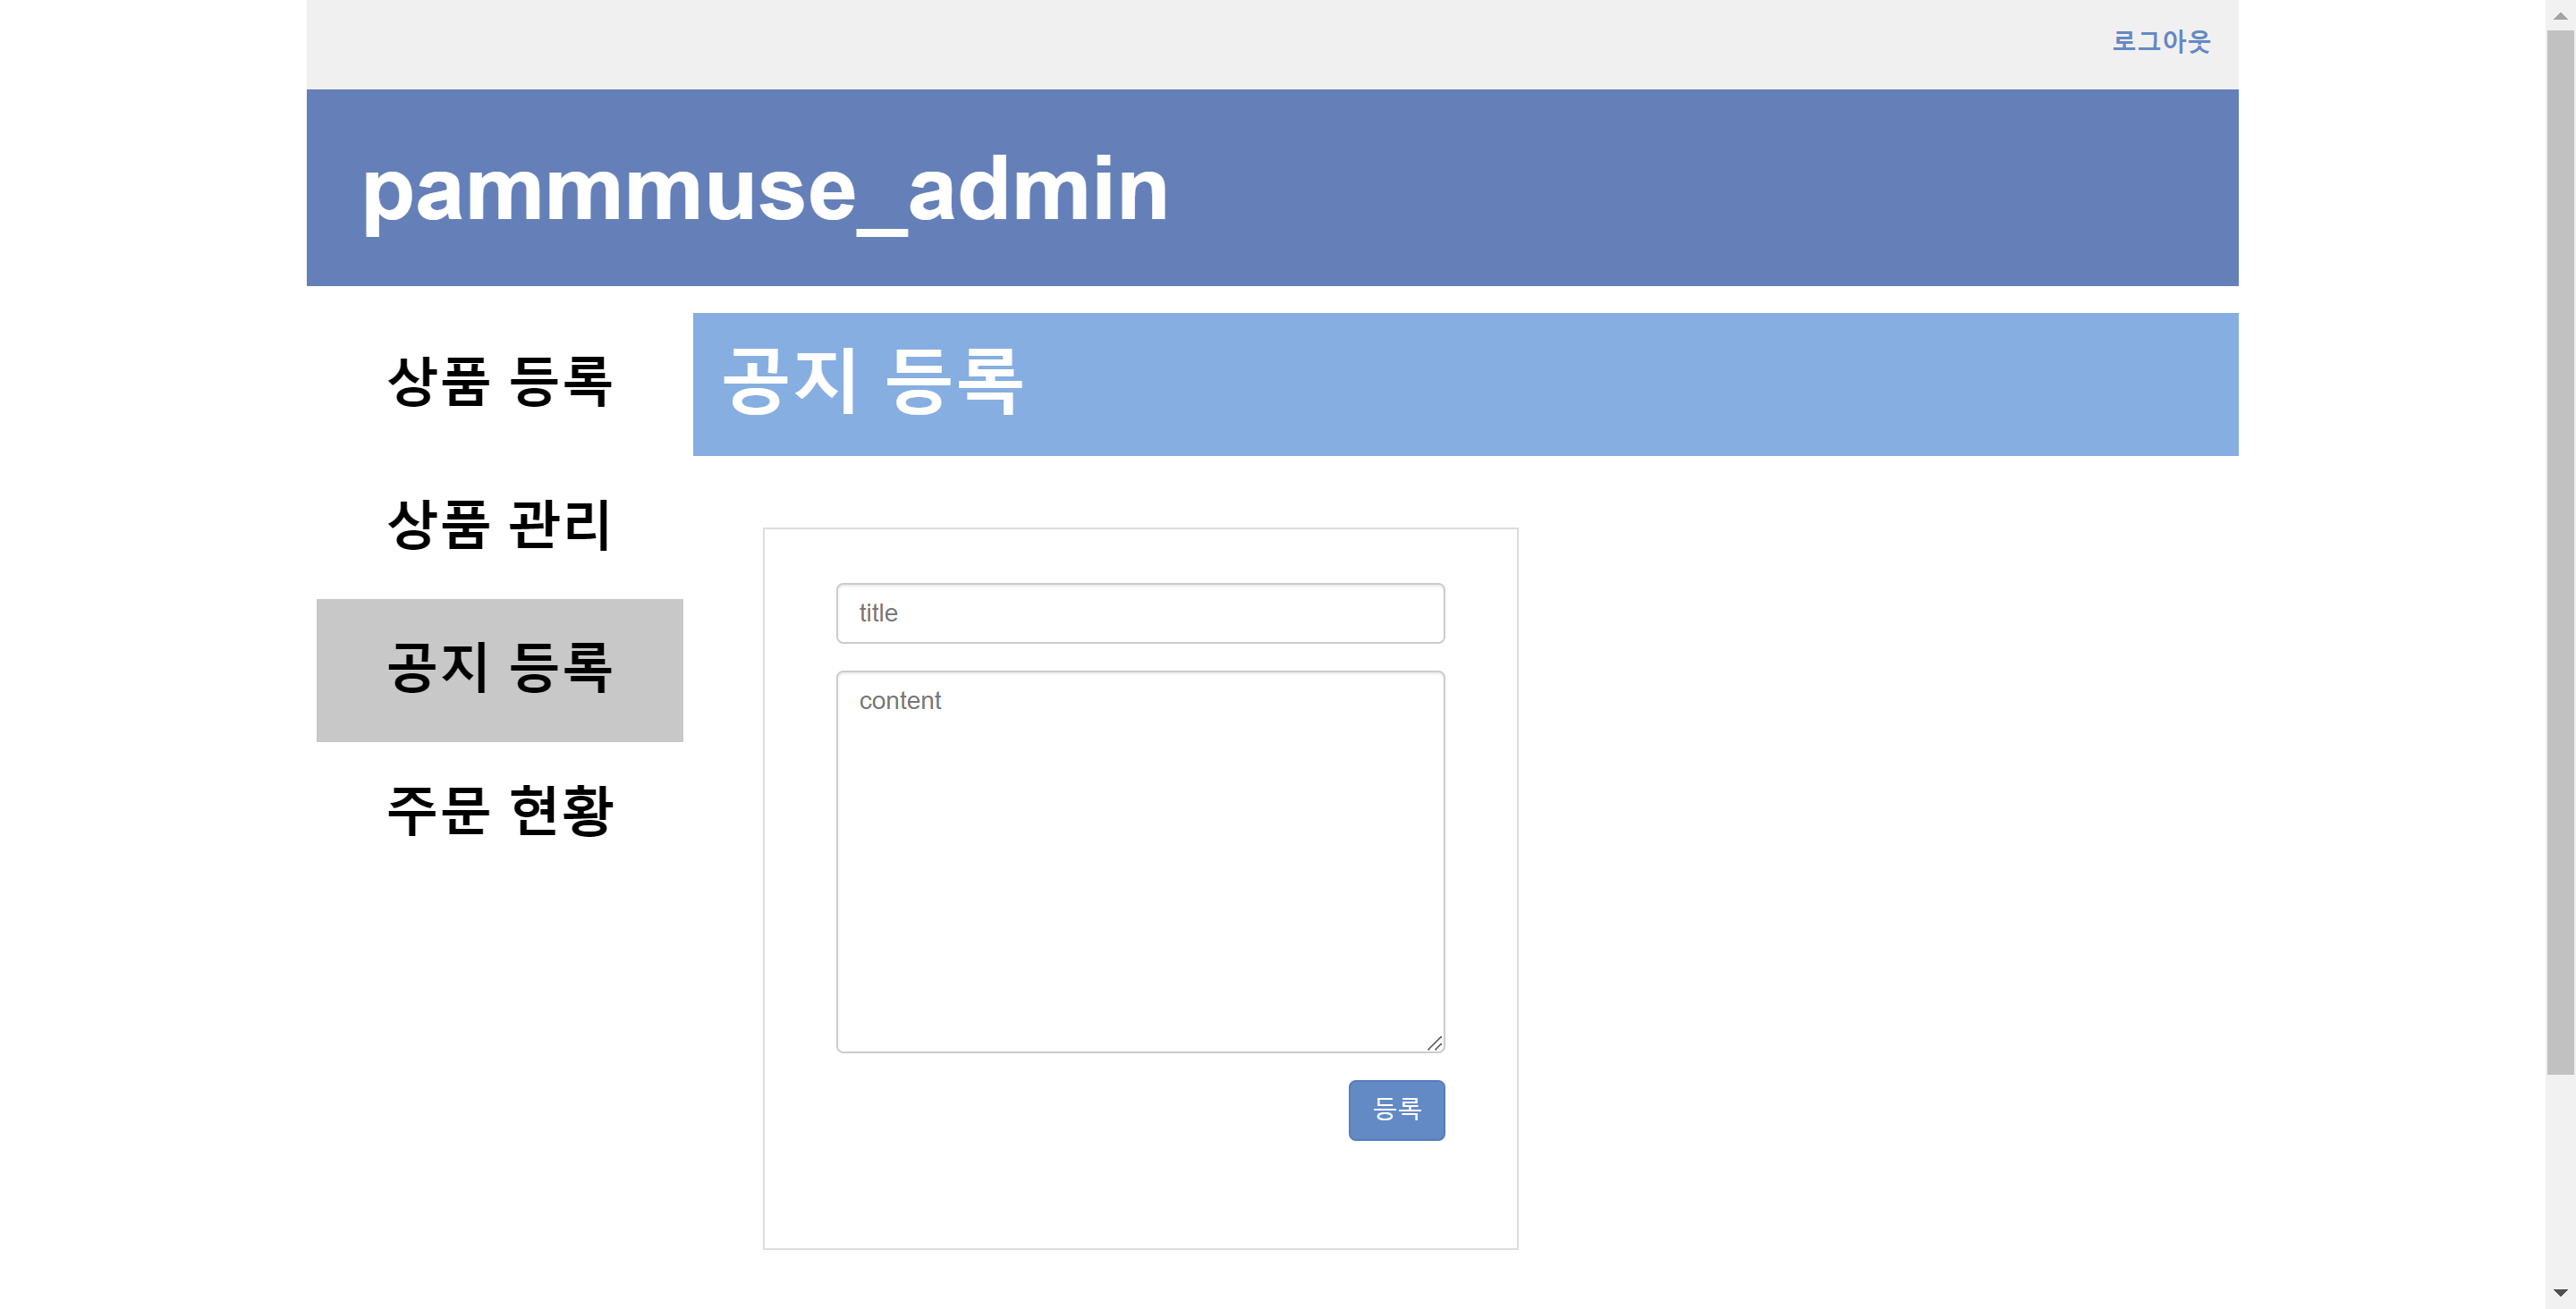 로그아웃
pammmuse_admin
상품 등록
상품 관리
공지 등록
주문 현황
공지 등록
title
content
등록